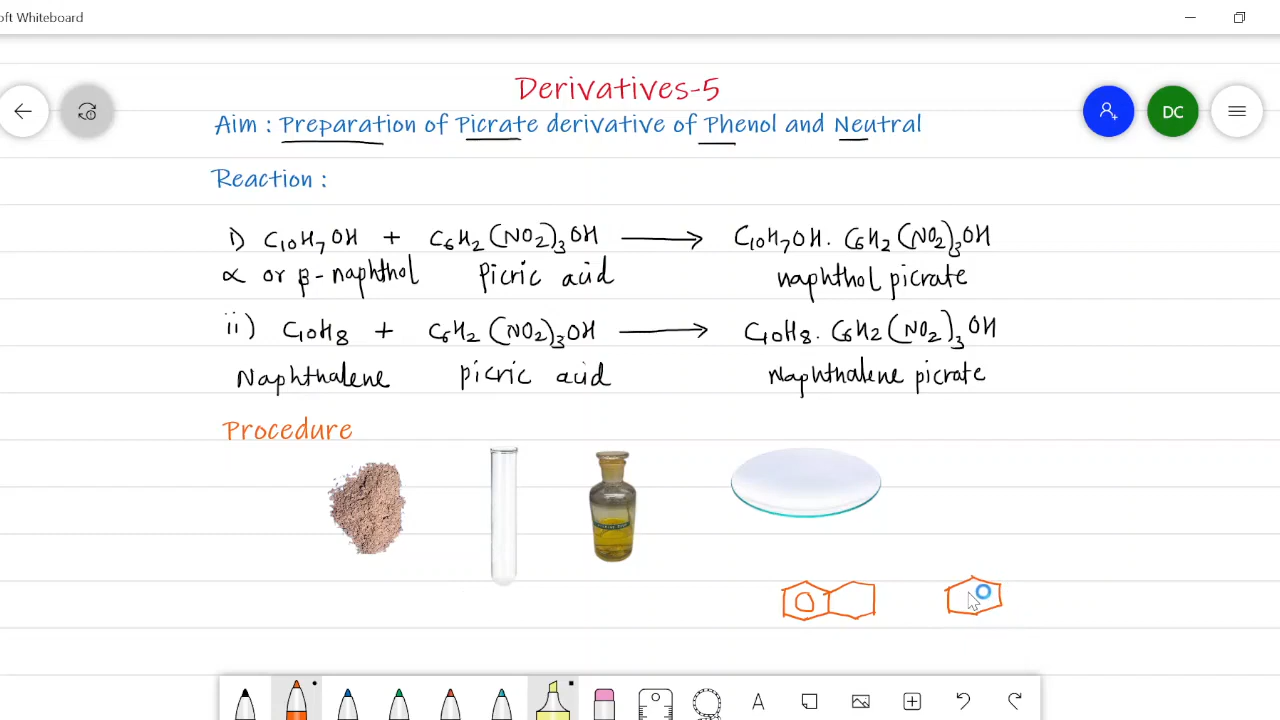 oft Whiteboard
Derivatives-5
Aim : Preparation of Picrate derivative of Phenol and Neutral
DC
Reaction :
i) C10H7OH + C6H2(NO2)3OH ⟶ C10H7OH. C6H2(NO2)3OH
α or β-naphthol Picric acid naphthol picrate
ii) C10H8 + C6H2(NO2)3OH ⟶ C10H8. C6H2(NO2)3OH
Naphthalene picric acid Naphthalene picrate
Procedure
A